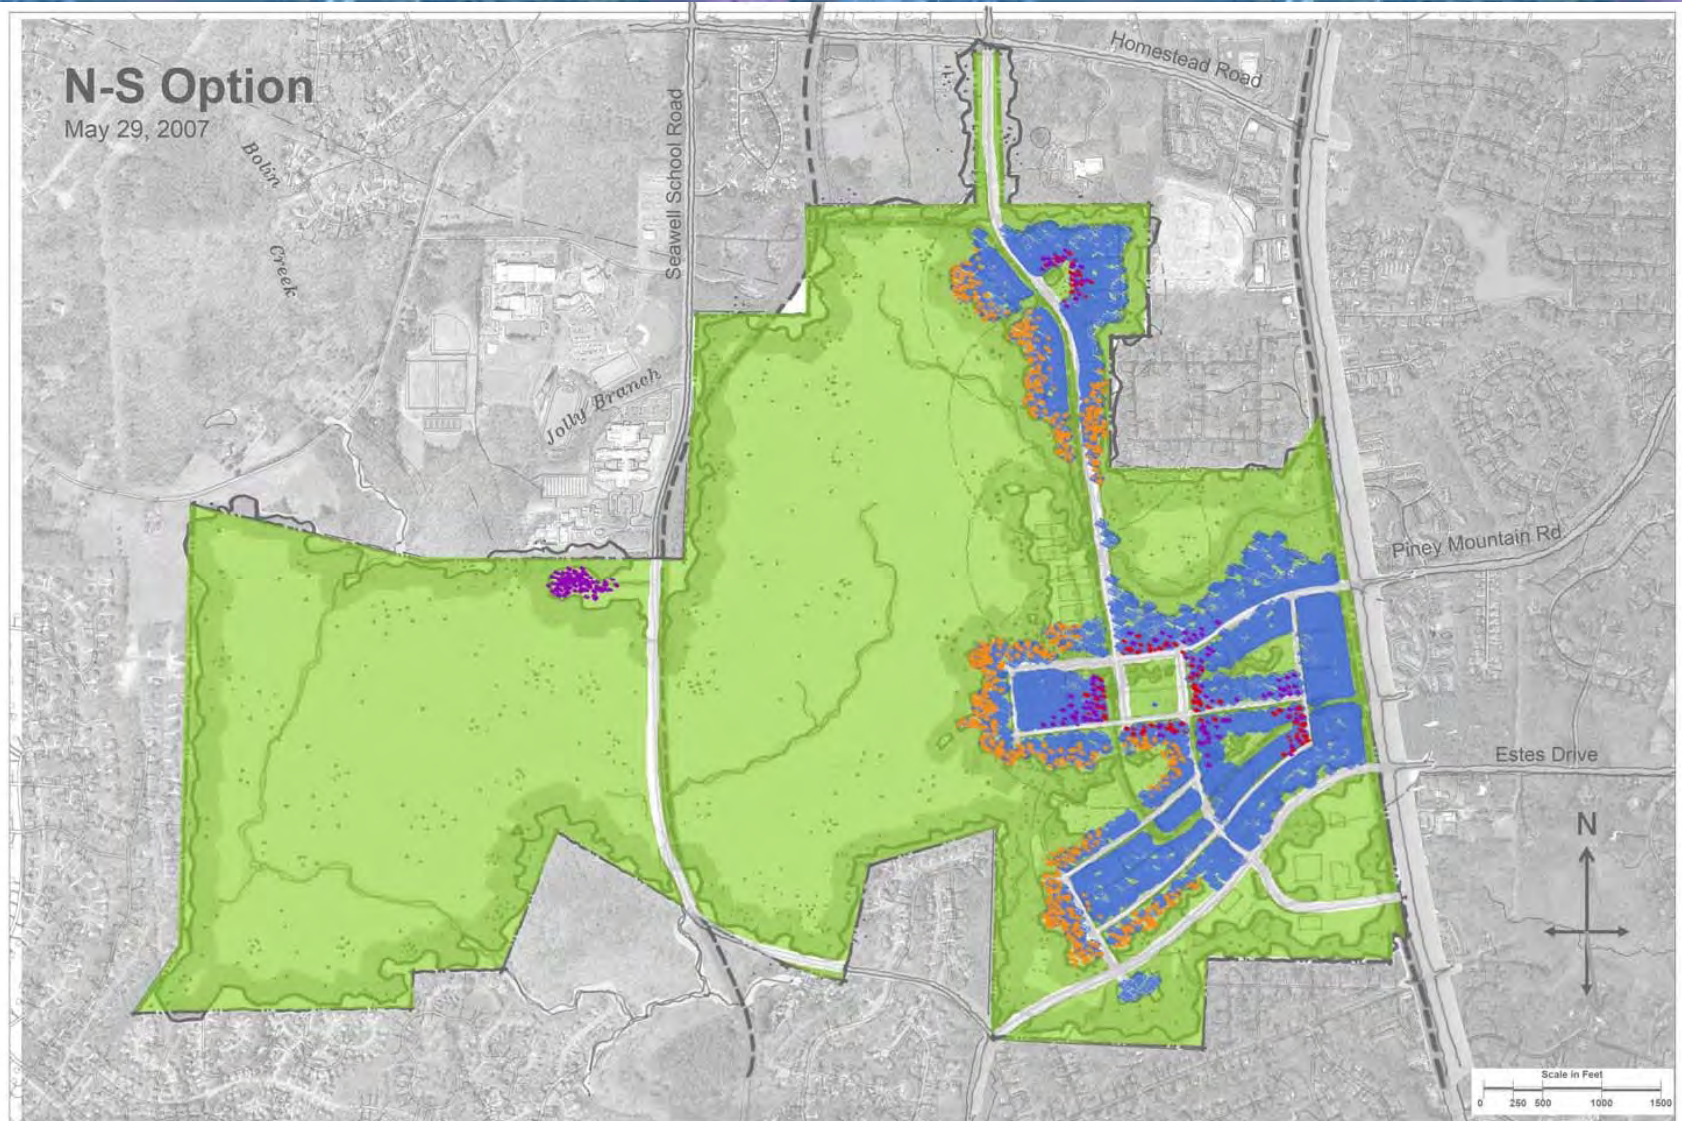 N-S Option
May 29, 2007
Homestead Road
Seawell School Road
Bolin
Creek
Jolly Branch
Piney Mountain Rd
Estes Drive
N
Scale in Feet
0 250 500 1000 1500